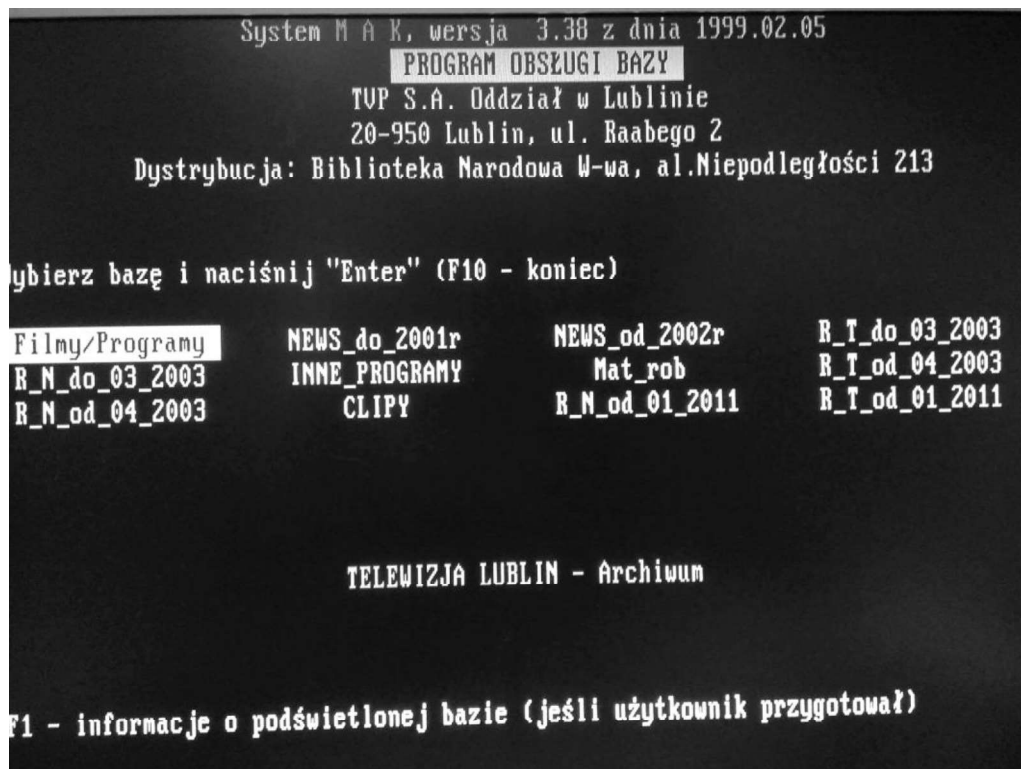 System M A K, wersja 3.38 z dnia 1999.02.05
PROGRAM OBSŁUGI BAZY
TVP S.A. Oddział w Lublinie
20-950 Lublin, ul. Raabego 2
Dystrybucja: Biblioteka Narodowa W-wa, al.Niepodległości 213
ybierz bazę i naciśnij "Enter" (F10 - koniec)
Filmy/Programy NEWS_do_2001r NEWS_od_2002r R_T_do_03_2003
R_N_do_03_2003 INNE_PROGRAMY Mat_rob R_T_od_04_2003
R_N_od_04_2003 CLIPY R_N_od_01_2011 R_T_od_01_2011
TELEWIZJA LUBLIN - Archiwum
F1 - informacje o podświetlonej bazie (jeśli użytkownik przygotował)